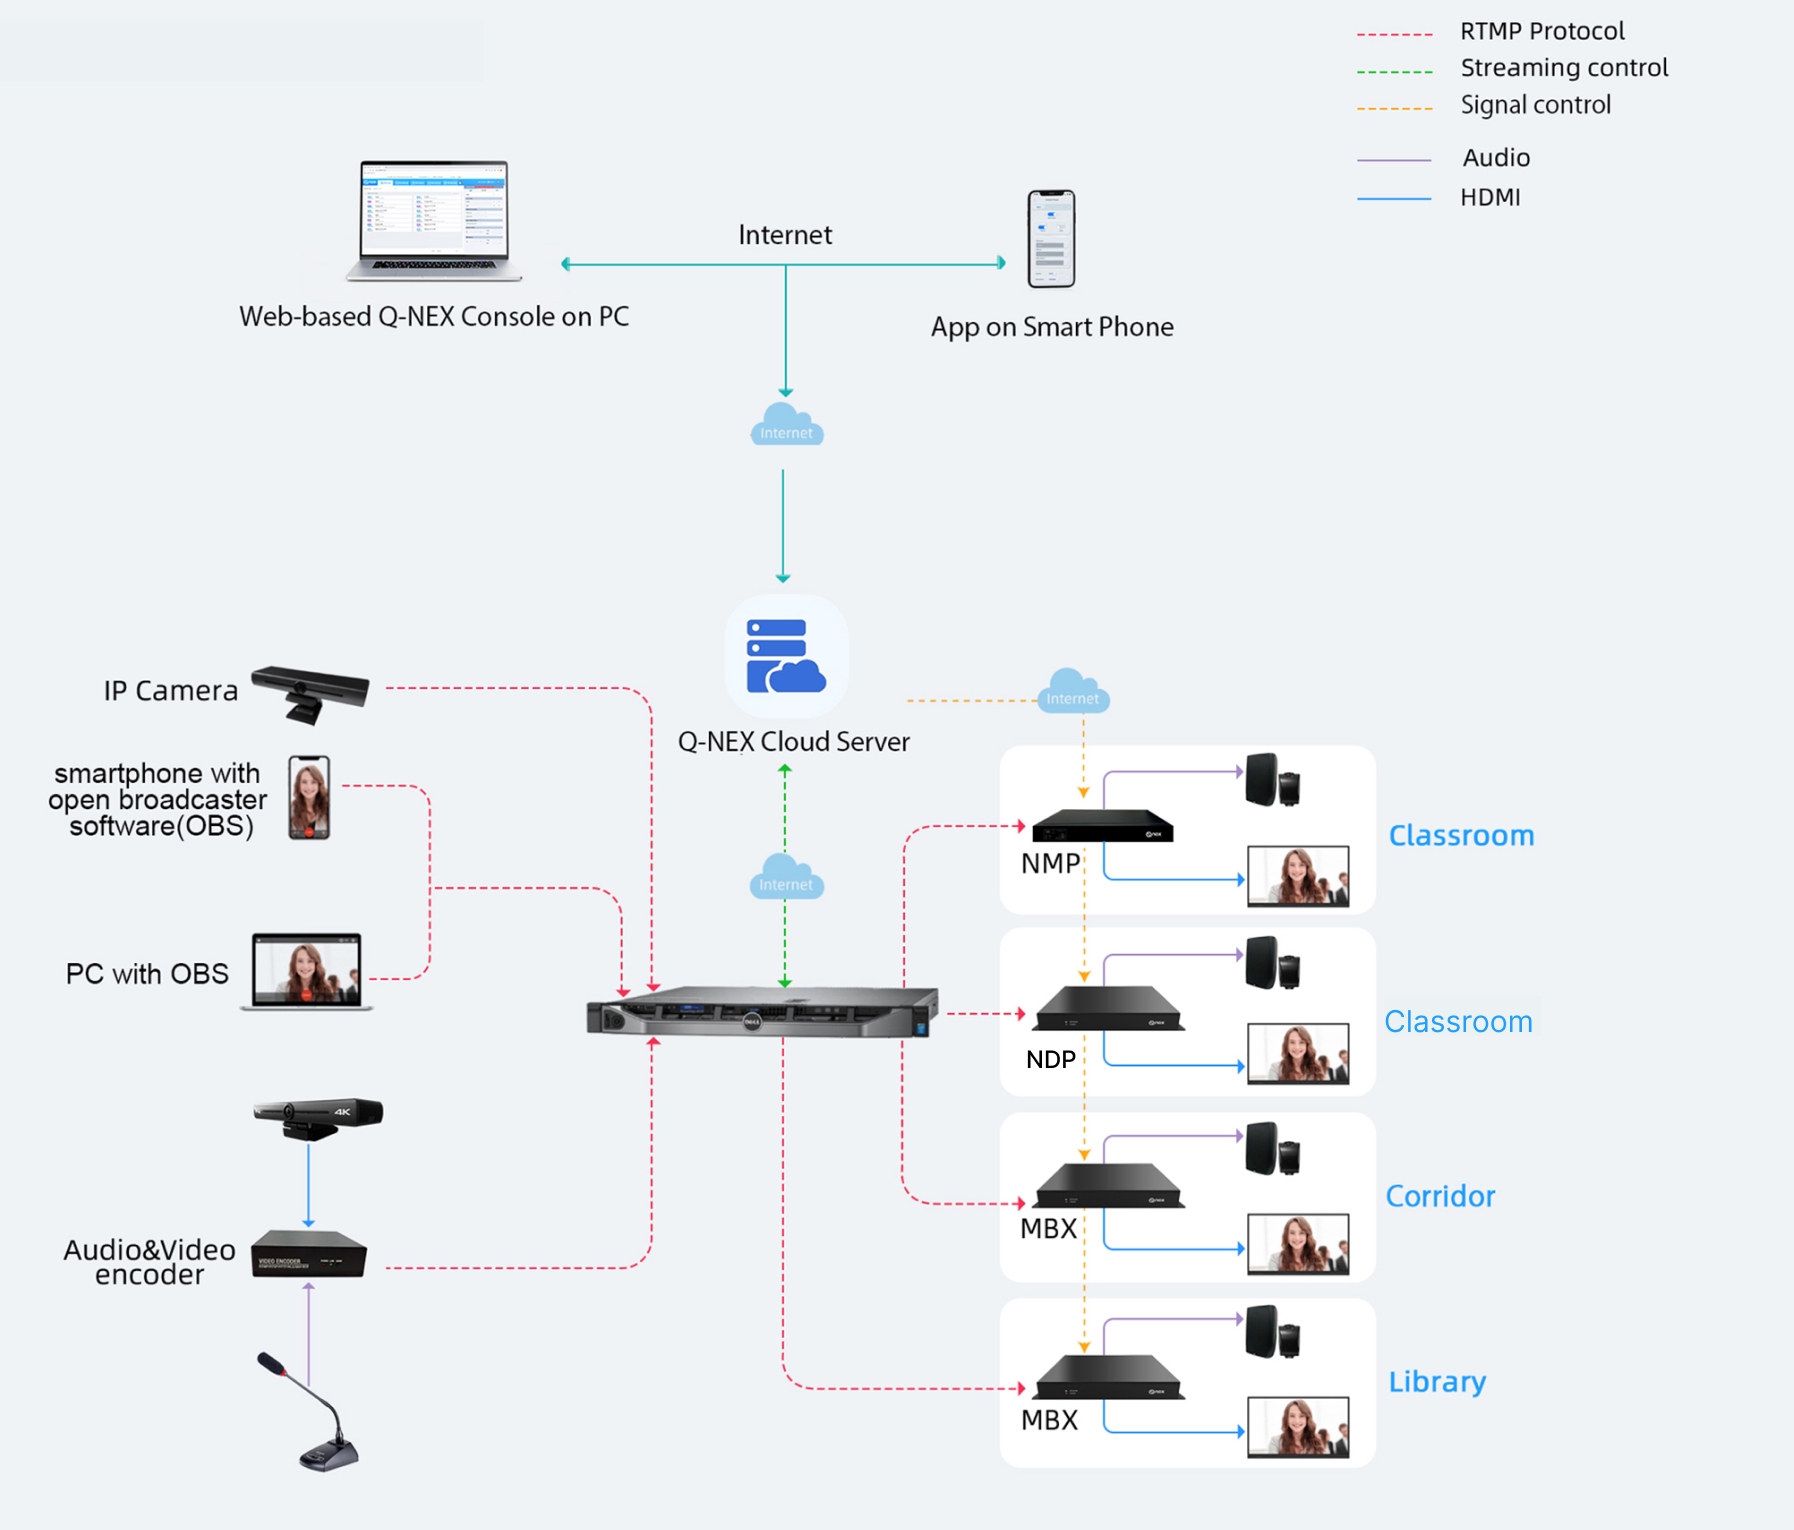 RTMP Protocol
Streaming control
Signal control
Audio
HDMI
Internet
Web-based Q-NEX Console on PC
App on Smart Phone
Internet
Q-NEX Cloud Server
IP Camera
Internet
smartphone with
open broadcaster
software(OBS)
NMP
Classroom
Internet
PC with OBS
DELL
NDP
Classroom
4K
MBX
Corridor
Audio&Video
encoder
VIDEO ENCODER
MBX
Library